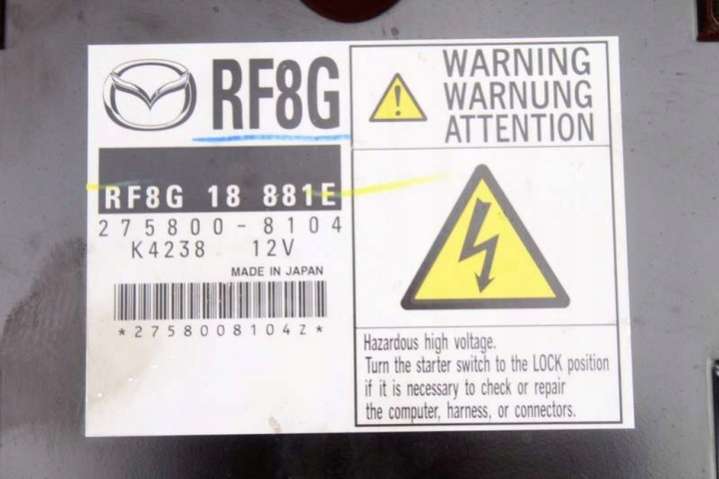 RF8G
RF8G 18 881E
275800-8104
K4238 12V
MADE IN JAPAN
*2758008104Z*
WARNING
WARNUNG
ATTENTION
Hazardous high voltage.
Turn the starter switch to the LOCK position
if it is necessary to check or repair
the computer, harness, or connectors.